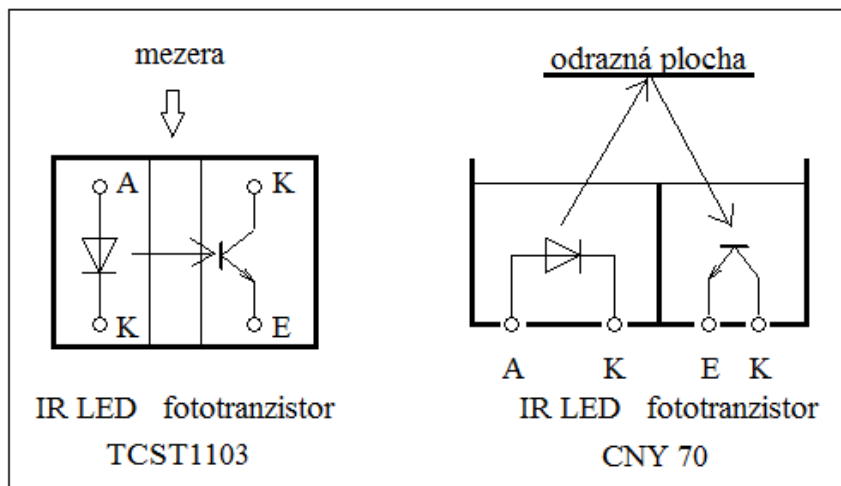 mezera
A K
K E
IR LED fototranzistor
TCST1103
odrazná plocha
A K E K
IR LED fototranzistor
CNY 70